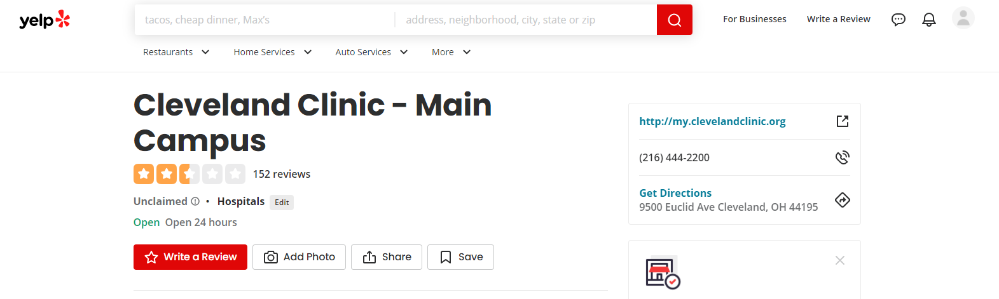 yelp
tacos, cheap dinner, Max's
address, neighborhood, city, state or zip
For Businesses
Write a Review
Restaurants
Home Services
Auto Services
More
Cleveland Clinic - Main
Campus
152 reviews
Unclaimed • Hospitals Edit
Open Open 24 hours
Write a Review
Add Photo
Share
Save
http://my.clevelandclinic.org
(216) 444-2200
Get Directions
9500 Euclid Ave Cleveland, OH 44195